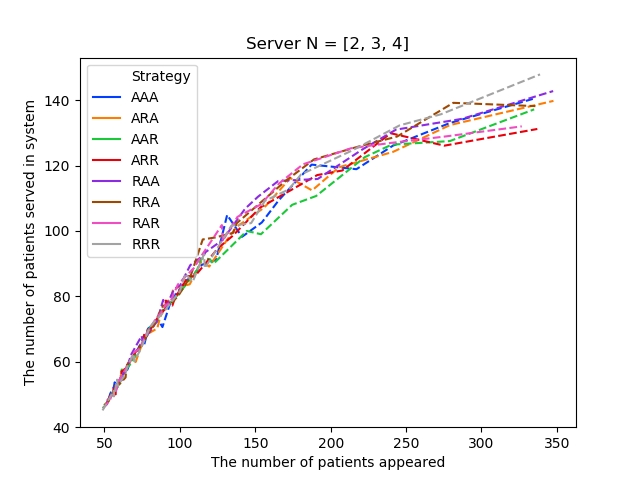 Server N = [2, 3, 4]
The number of patients served in system
140
120
100
80
60
40
Strategy
AAA
ARA
AAR
ARR
RAA
RRA
RAR
RRR
50
100
150
200
250
300
350
The number of patients appeared